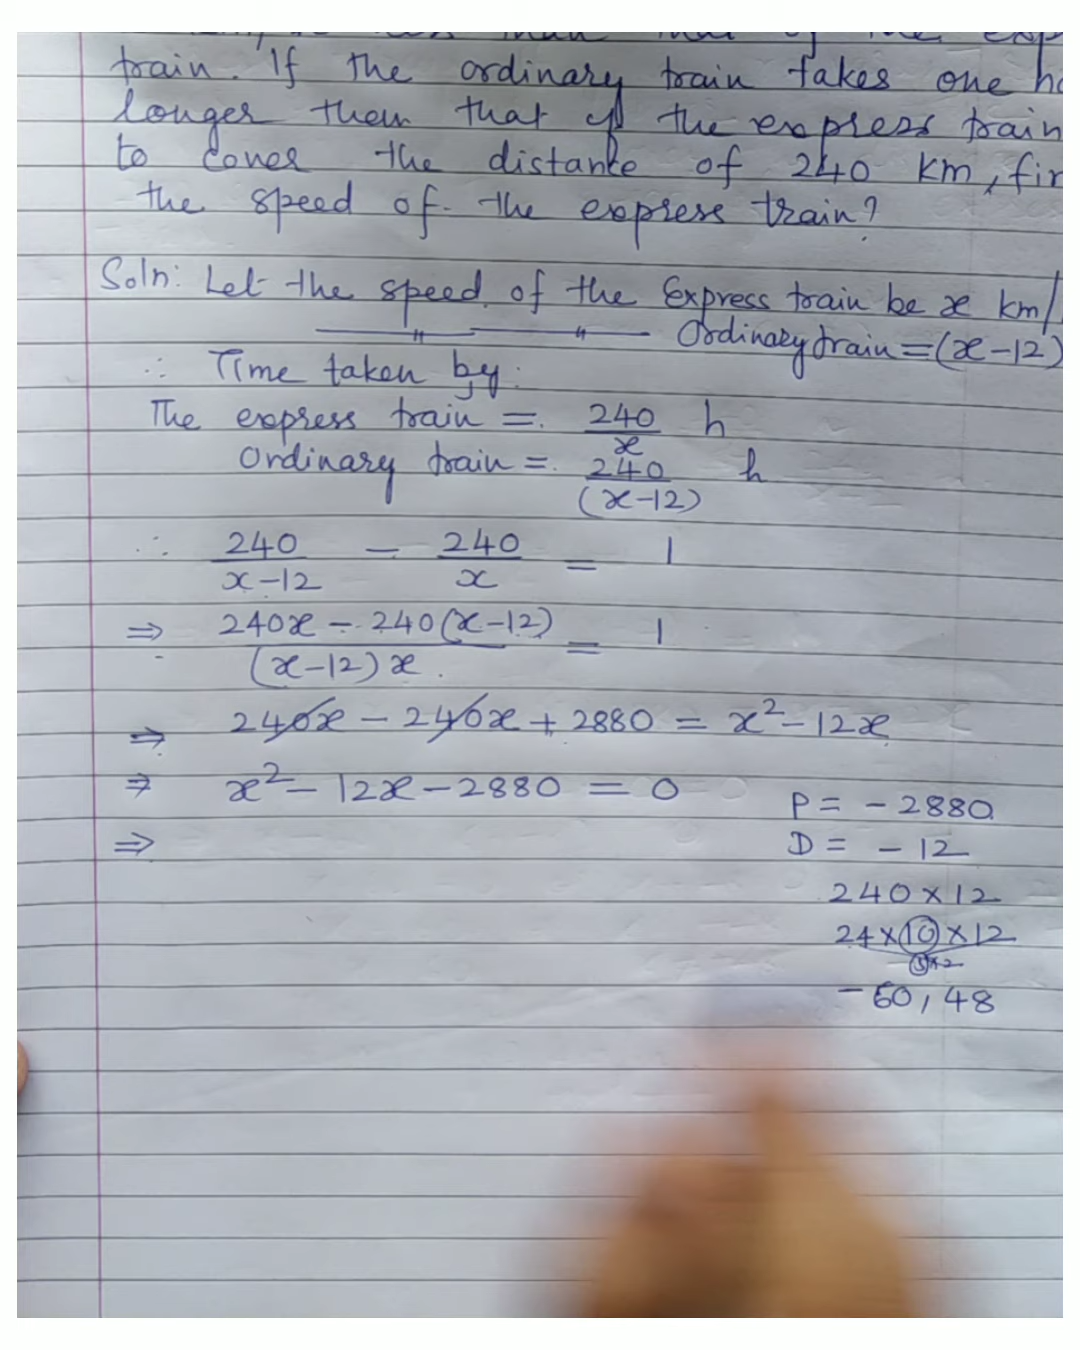 train. If the ordinary train takes one
longer then that of the express train
to cover the distance of 240 km,
the speed of the express train?
Soln: Let the speed of the Express train be x km/
—〃——〃— Ordinary train = (x-12)
∴ Time taken by:
The express train = 240/x h
Ordinary train = 240/(x-12) h
∴ 240/x-12 - 240/x = 1
⇒ 240x - 240(x-12)/(x-12)x = 1
⇒ 240x - 240x + 2880 = x² - 12x
⇒ x² - 12x - 2880 = 0
P = - 2880
⇒
D = - 12
240 × 12
24 × 10 × 12
5×2
- 60, 48